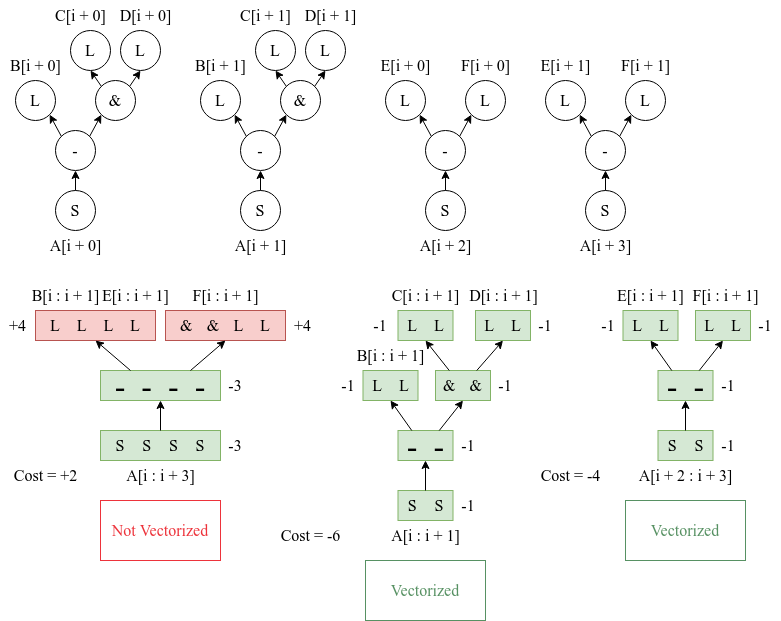 C[i + 0] D[i + 0]
C[i + 1] D[i + 1]
L L
L L
B[i + 0]
B[i + 1]
E[i + 0] F[i + 0]
E[i + 1] F[i + 1]
L &
L &
L L
L L
-
-
-
-
S
S
S
S
A[i + 0]
A[i + 1]
A[i + 2]
A[i + 3]
B[i : i + 1] E[i : i + 1] F[i : i + 1]
+4 L L L L & & L L +4
- - - - -3
S S S S -3
Cost = +2 A[i : i + 3]
Not Vectorized
C[i : i + 1] D[i : i + 1]
-1 L L L L -1
B[i : i + 1]
-1 L L & & -1
- - -1
S S -1
Cost = -6 A[i : i + 1]
Vectorized
E[i : i + 1] F[i : i + 1]
-1 L L L L -1
- - -1
S S -1
Cost = -4 A[i + 2 : i + 3]
Vectorized